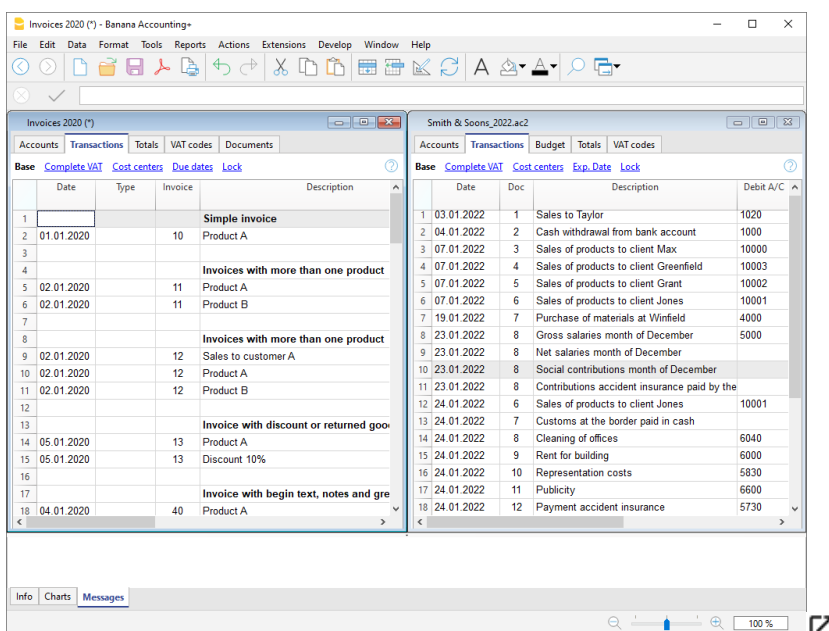 Invoices 2020 (*) - Banana Accounting+
File Edit Data Format Tools Reports Actions Extensions Develop Window Help
Invoices 2020 (*)
Accounts Transactions Totals VAT codes Documents
Base Complete VAT Cost centers Due dates Lock
Date Type Invoice Description
1 Simple invoice
2 01.01.2020 10 Product A
3
4 Invoices with more than one product
5 02.01.2020 11 Product A
6 02.01.2020 11 Product B
7
8 Invoices with more than one product
9 02.01.2020 12 Sales to customer A
10 02.01.2020 12 Product A
11 02.01.2020 12 Product B
12
13 Invoice with discount or returned goo
14 05.01.2020 13 Product A
15 05.01.2020 13 Discount 10%
16
17 Invoice with begin text, notes and gre
18 04.01.2020 40 Product A
Smith & Soons_2022.ac2
Accounts Transactions Budget Totals VAT codes
Base Complete VAT Cost centers Exp. Date Lock
Date Doc Description Debit A/C
1 03.01.2022 1 Sales to Taylor 1020
2 04.01.2022 2 Cash withdrawal from bank account 1000
3 07.01.2022 3 Sales of products to client Max 10000
4 07.01.2022 4 Sales of products to client Greenfield 10003
5 07.01.2022 5 Sales of products to client Grant 10002
6 07.01.2022 6 Sales of products to client Jones 10001
7 19.01.2022 7 Purchase of materials at Winfield 4000
8 23.01.2022 8 Gross salaries month of December 5000
9 23.01.2022 8 Net salaries month of December
10 23.01.2022 8 Social contributions month of December
11 23.01.2022 8 Contributions accident insurance paid by the
12 24.01.2022 6 Sales of products to client Jones 10001
13 24.01.2022 7 Customs at the border paid in cash
14 24.01.2022 8 Cleaning of offices 6040
15 24.01.2022 9 Rent for building 6000
16 24.01.2022 10 Representation costs 5830
17 24.01.2022 11 Publicity 6600
18 24.01.2022 12 Payment accident insurance 5730
Info Charts Messages
100 %